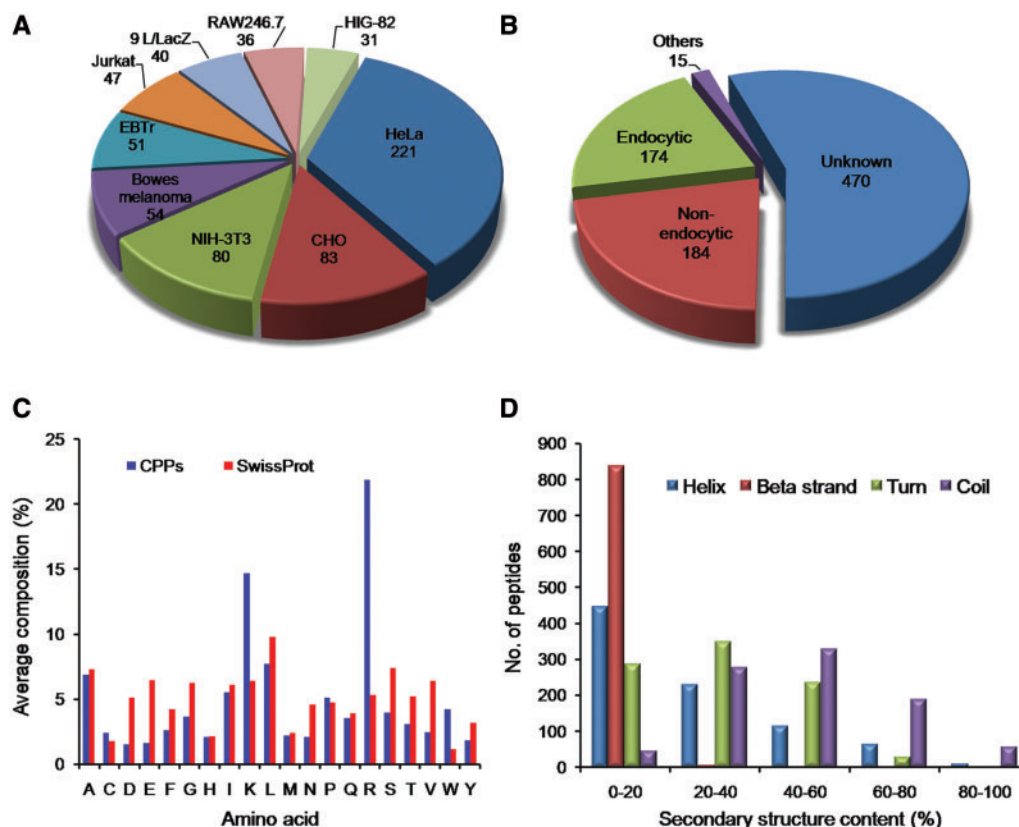 A
RAW246.7
36
HIG-82
31
9 L/LacZ
40
Jurkat
47
EBTr
51
Bowes
melanoma
54
NIH-3T3
80
CHO
83
HeLa
221
B
Others
15
Endocytic
174
Unknown
470
Non-
endocytic
184
C
25
20
15
10
5
0
Average composition (%)
CPPs
SwissProt
A C D E F G H I K L M N P Q R S T V W Y
Amino acid
D
900
800
700
600
500
400
300
200
100
0
No. of peptides
Helix Beta strand Turn Coil
0-20 20-40 40-60 60-80 80-100
Secondary structure content (%)